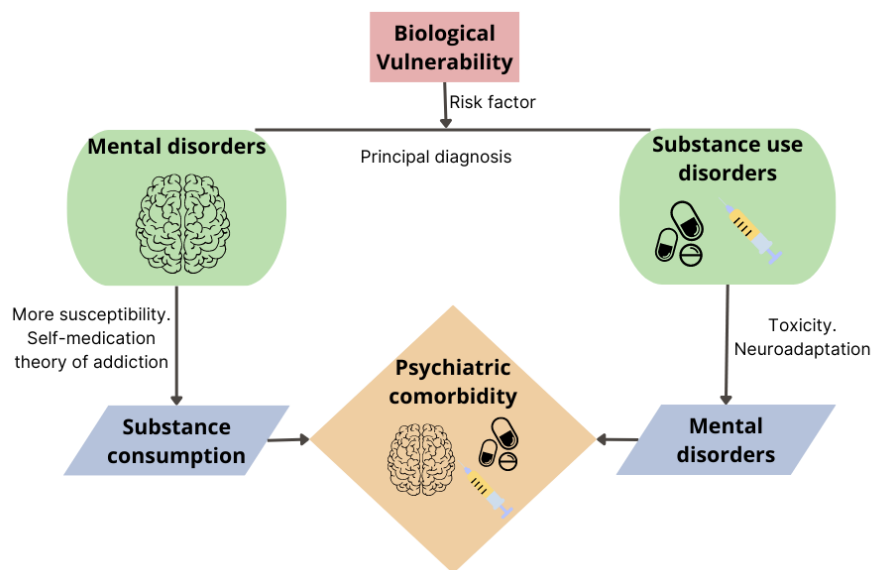 Biological
Vulnerability
Risk factor
Principal diagnosis
Mental disorders
Substance use
disorders
More susceptibility.
Self-medication
theory of addiction
Toxicity.
Neuroadaptation
Psychiatric
comorbidity
Substance
consumption
Mental
disorders